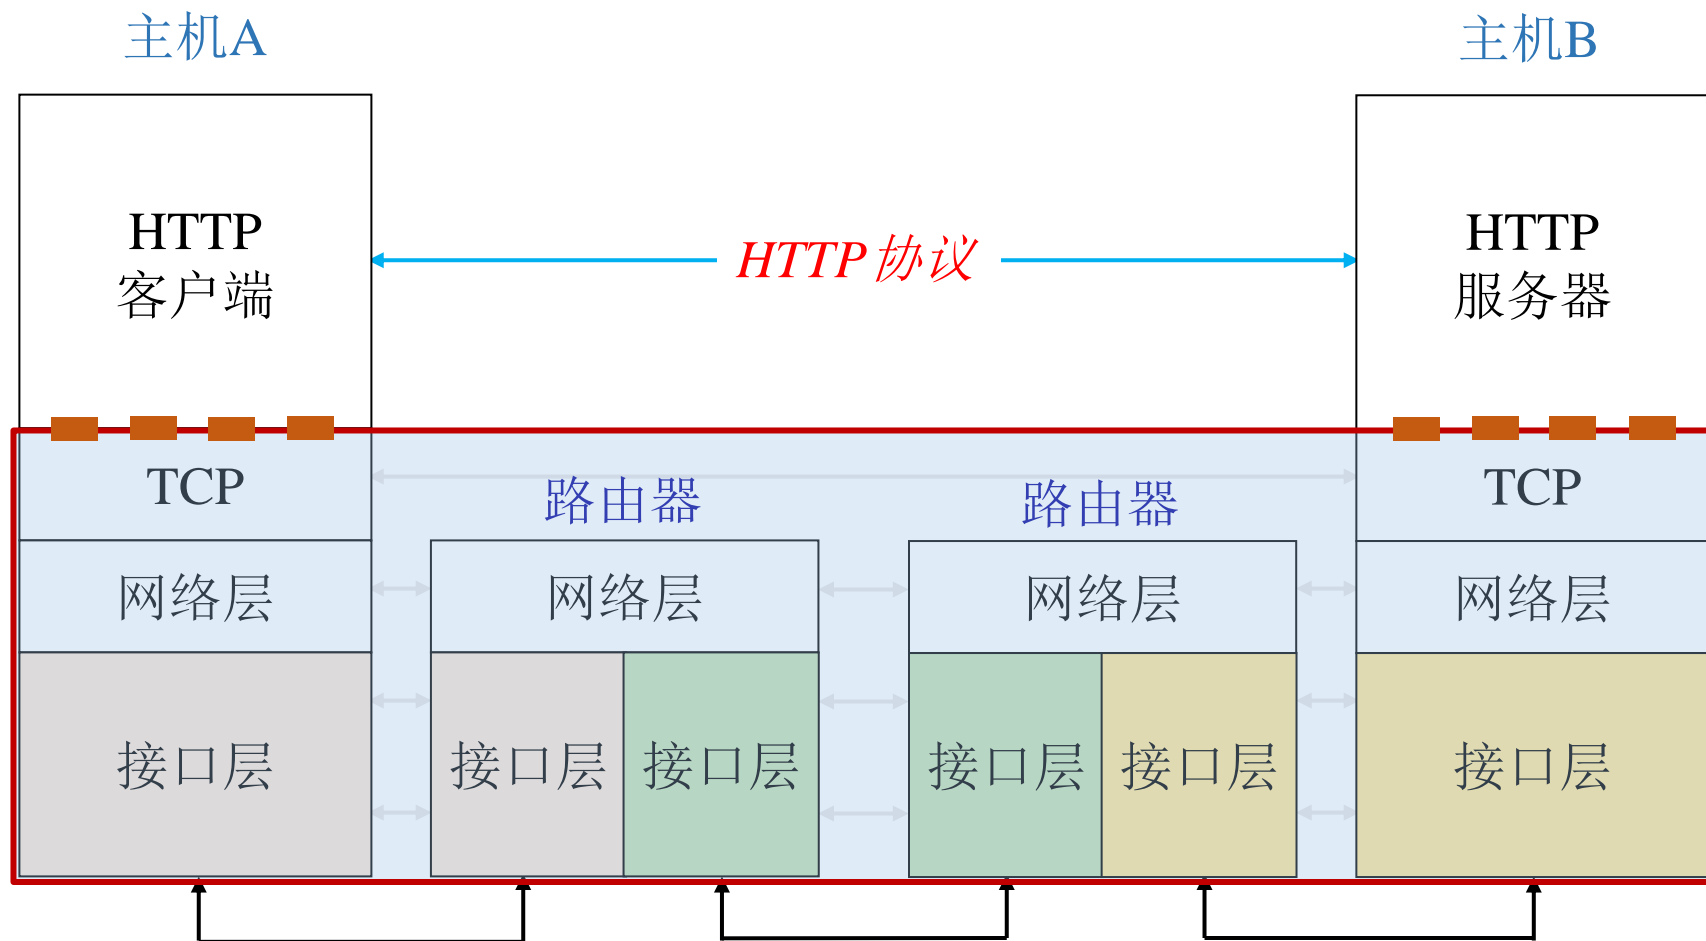 主机A
主机B
HTTP
客户端
HTTP协议
HTTP
服务器
TCP
路由器
路由器
TCP
网络层
网络层
网络层
网络层
接口层
接口层
接口层
接口层
接口层
接口层